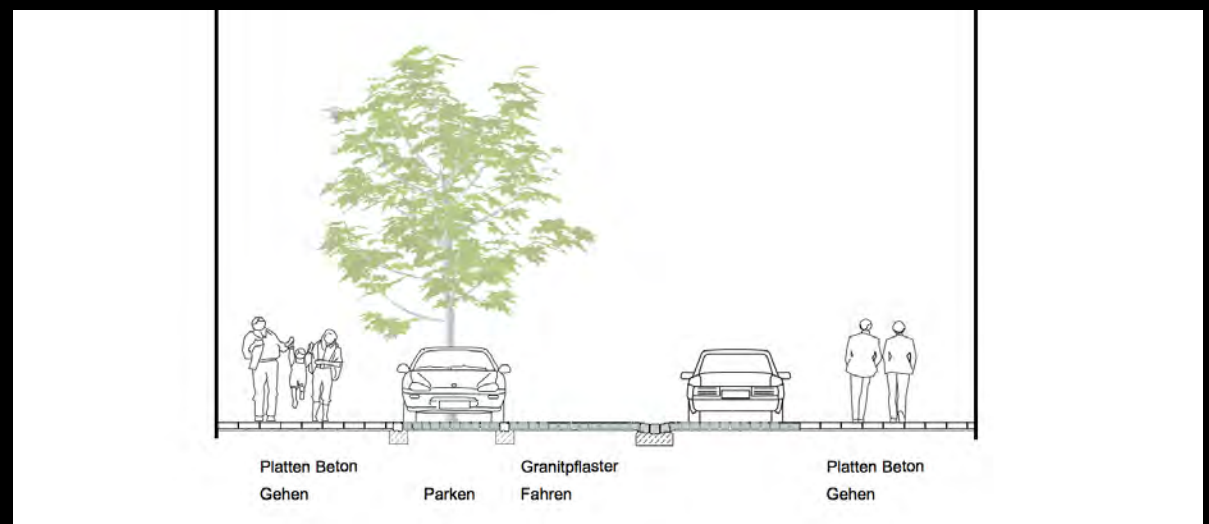 Platten Beton Granitpflaster Platten Beton
Gehen Parken Fahren Gehen